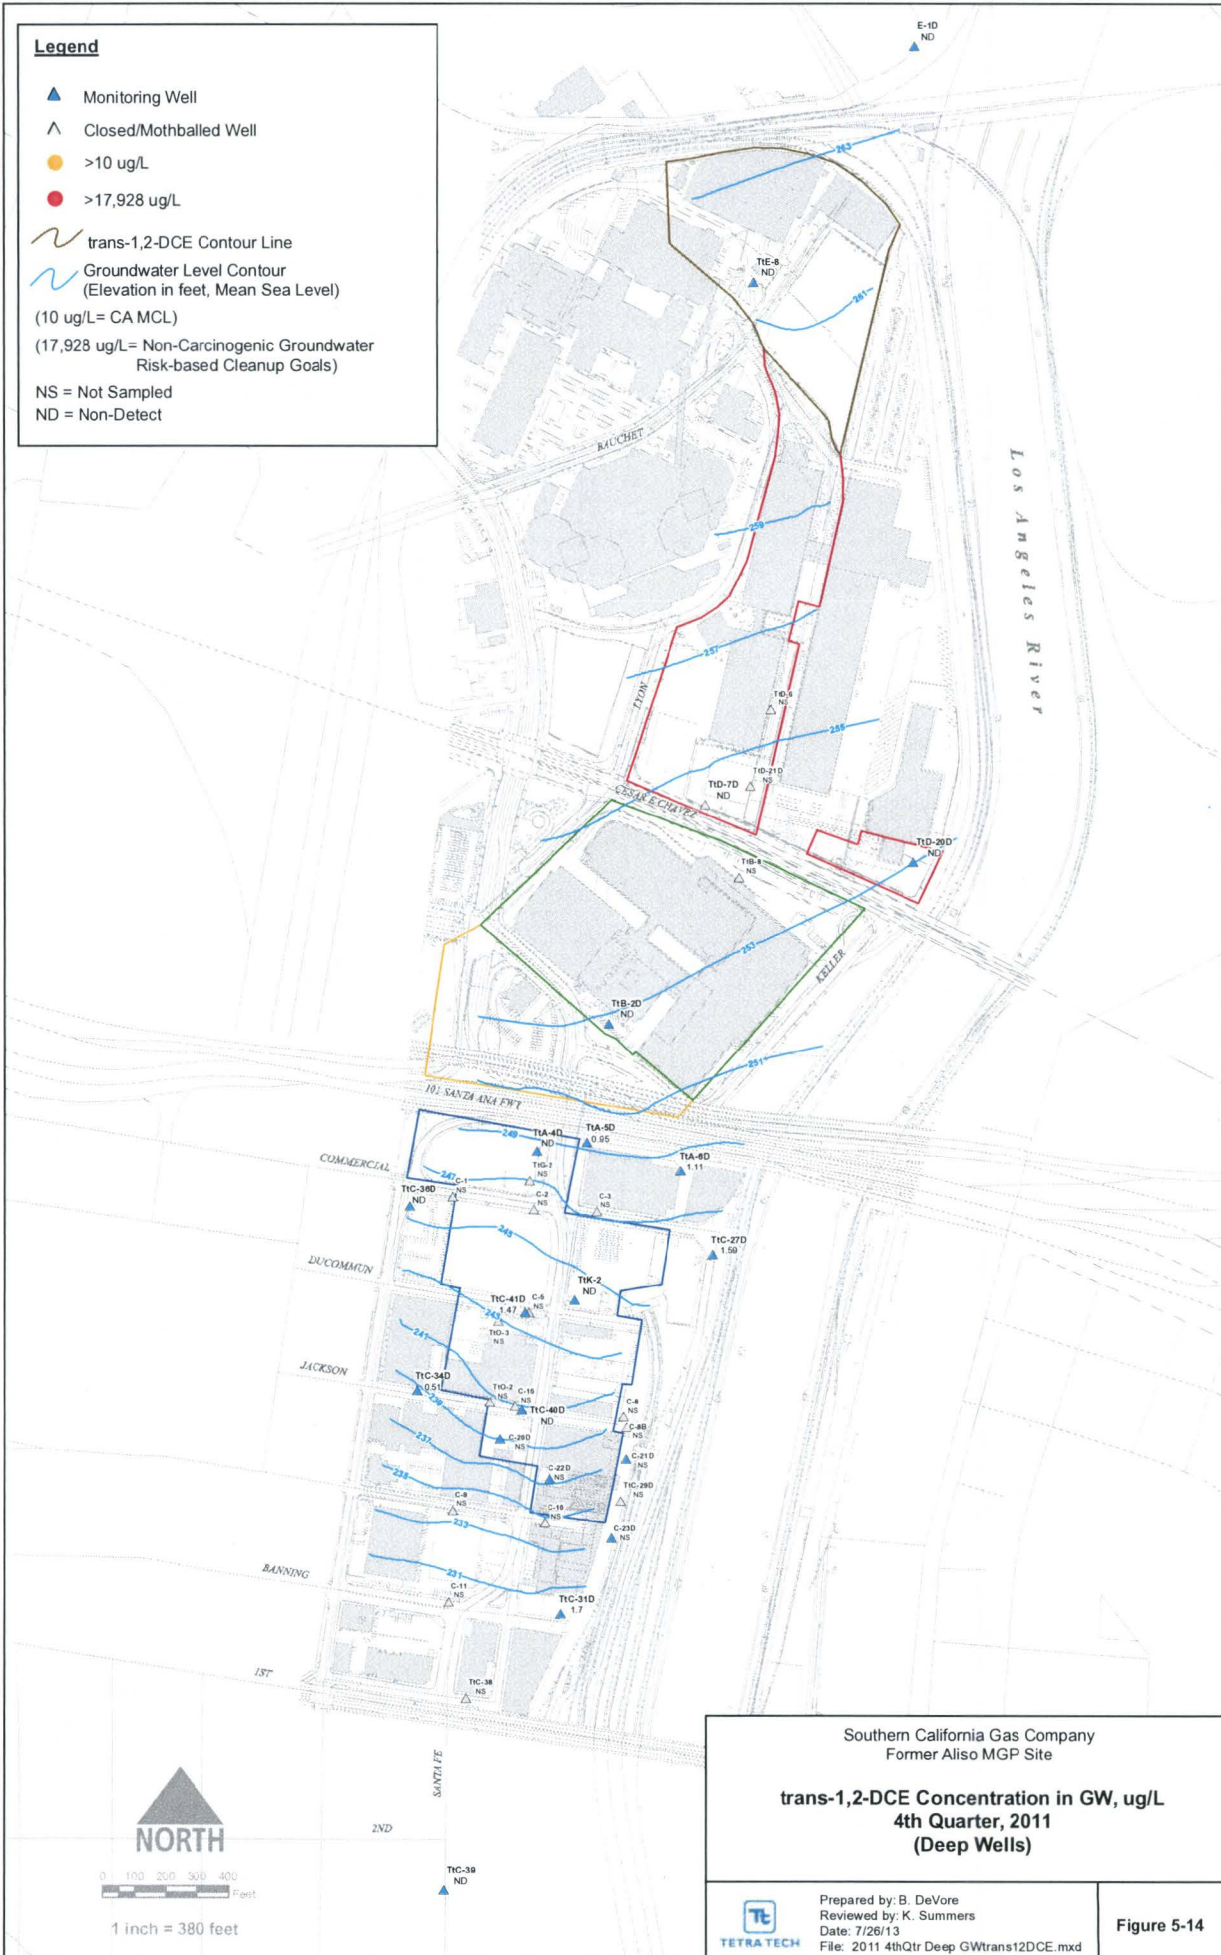 Legend
Monitoring Well
Closed/Mothballed Well
>10 ug/L
>17,928 ug/L
trans-1,2-DCE Contour Line
Groundwater Level Contour
(Elevation in feet, Mean Sea Level)
(10 ug/L= CA MCL)
(17,928 ug/L= Non-Carcinogenic Groundwater
Risk-based Cleanup Goals)
NS = Not Sampled
ND = Non-Detect
E-1D
ND
263
TtE-8
ND
261
BAUCHET
Los Angeles River
259
257
LYON
TtD-6
NS
255
TtD-21D
NS
TtD-7D
ND
CESAR E CHAVEZ
TtD-20D
ND
TtB-8
NS
253
KELLER
TtB-2D
ND
251
101 SANTA ANA FWY
249
TtA-4D
ND
TtA-5D
0.95
TtA-6D
1.11
COMMERCIAL
247
TtG-2
NS
C-1
NS
TtC-36D
ND
C-2
NS
C-3
NS
245
TtC-27D
1.59
DUCOMMUN
TtK-2
ND
TtC-41D
1.47
C-5
NS
243
TtO-3
NS
241
JACKSON
TtC-34D
0.51
239
TtO-2
NS
C-15
NS
TtC-40D
ND
C-8
NS
C-8B
NS
C-20D
NS
237
C-21D
NS
C-22D
NS
235
TtC-29D
NS
C-9
NS
233
C-16
NS
C-23D
NS
BANNING
231
C-11
NS
TtC-31D
1.7
1ST
TtC-38
NS
SANTA FE
2ND
TtC-39
ND
NORTH
0 100 200 300 400
Feet
1 inch = 380 feet
Southern California Gas Company
Former Aliso MGP Site
trans-1,2-DCE Concentration in GW, ug/L
4th Quarter, 2011
(Deep Wells)
Tt
TETRA TECH
Prepared by: B. DeVore
Reviewed by: K. Summers
Date: 7/26/13
File: 2011 4thQtr Deep GWtrans12DCE.mxd
Figure 5-14